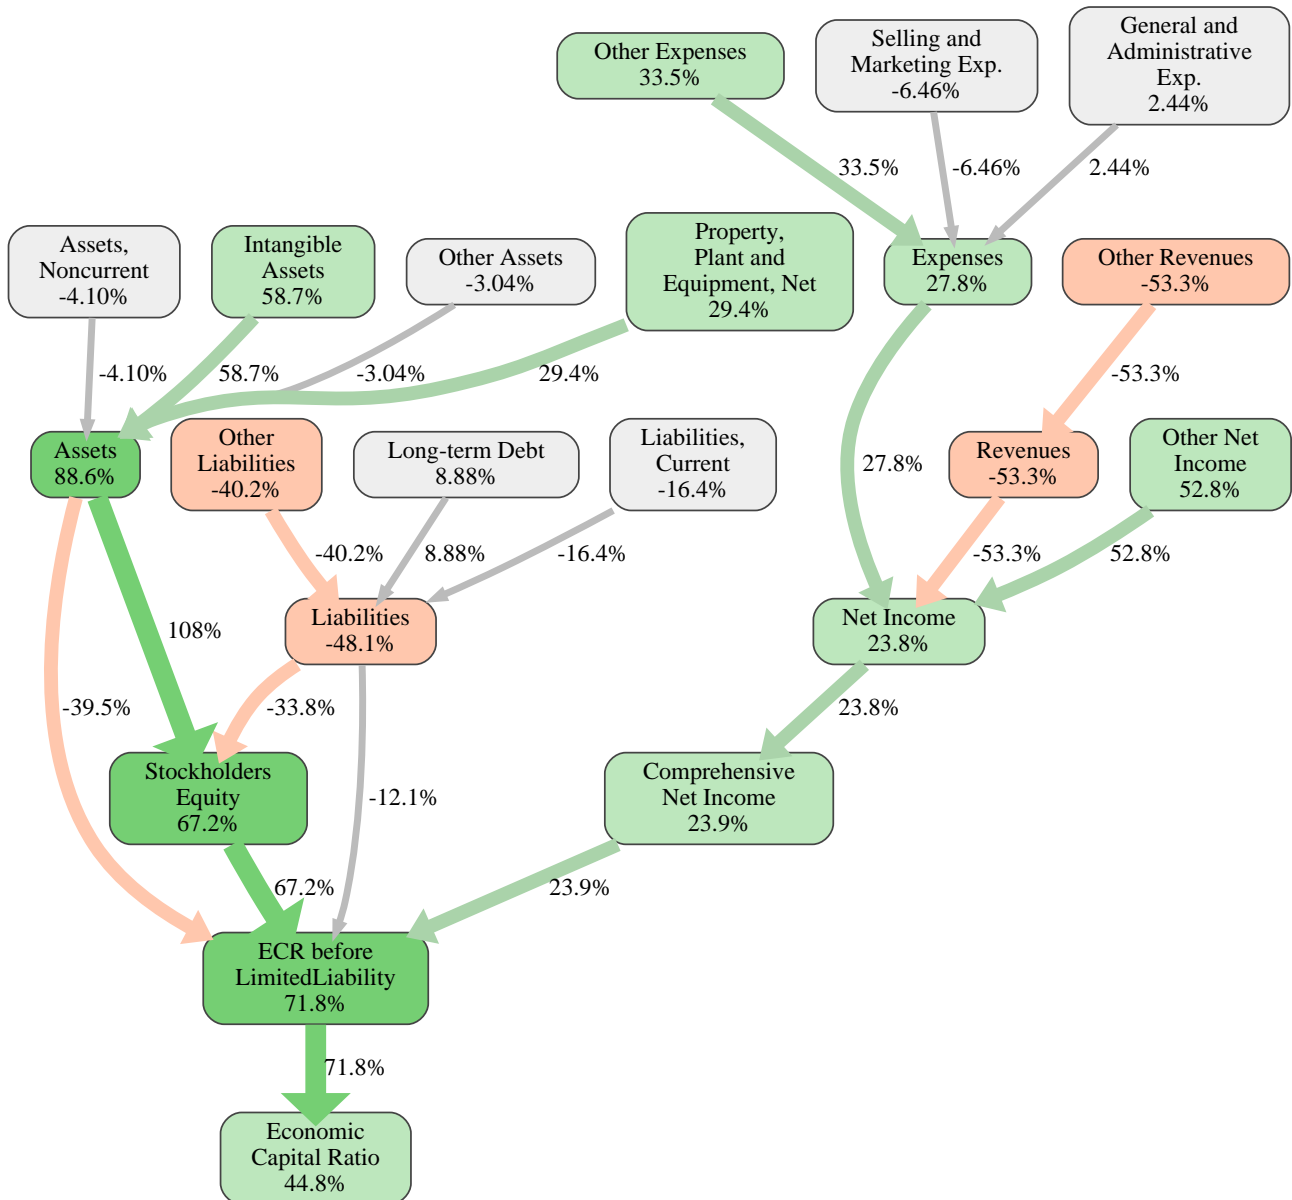 Other Expenses
33.5%
Selling and
Marketing Exp.
-6.46%
General and
Administrative
Exp.
2.44%
33.5%
-6.46%
2.44%
Assets,
Noncurrent
-4.10%
Intangible
Assets
58.7%
Other Assets
-3.04%
Property,
Plant and
Equipment, Net
29.4%
Expenses
27.8%
Other Revenues
-53.3%
-4.10%
58.7%
-3.04%
29.4%
-53.3%
Assets
88.6%
Other
Liabilities
-40.2%
Long-term Debt
8.88%
Liabilities,
Current
-16.4%
27.8%
Revenues
-53.3%
Other Net
Income
52.8%
-40.2%
8.88%
-16.4%
-53.3%
52.8%
108%
Liabilities
-48.1%
Net Income
23.8%
-39.5%
-33.8%
23.8%
Stockholders
Equity
67.2%
-12.1%
Comprehensive
Net Income
23.9%
67.2%
23.9%
ECR before
LimitedLiability
71.8%
71.8%
Economic
Capital Ratio
44.8%